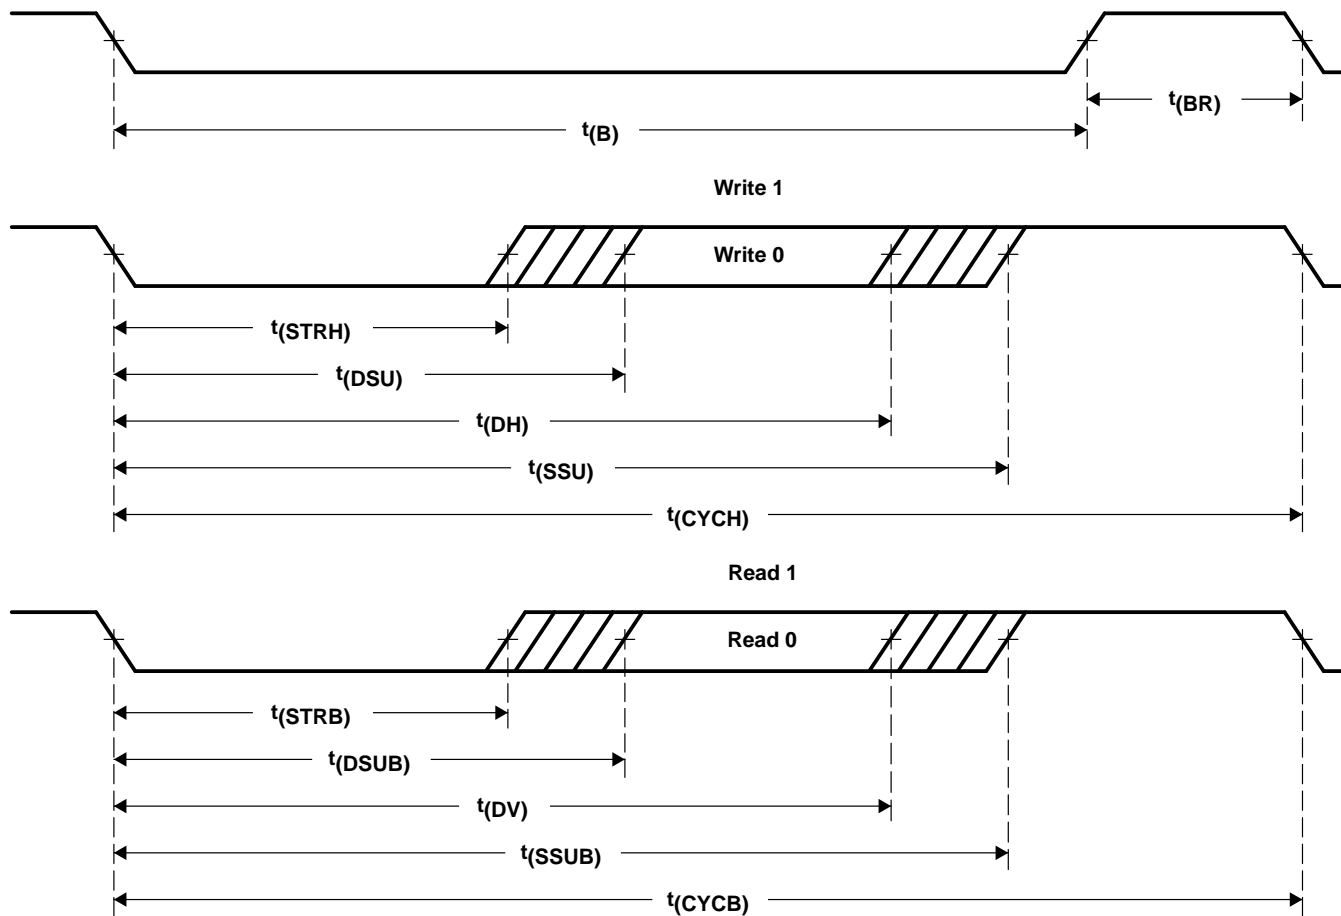 t(BR)
t(B)
Write 1
Write 0
t(STRH)
t(DSU)
t(DH)
t(SSU)
t(CYCH)
Read 1
Read 0
t(STRB)
t(DSUB)
t(DV)
t(SSUB)
t(CYCB)